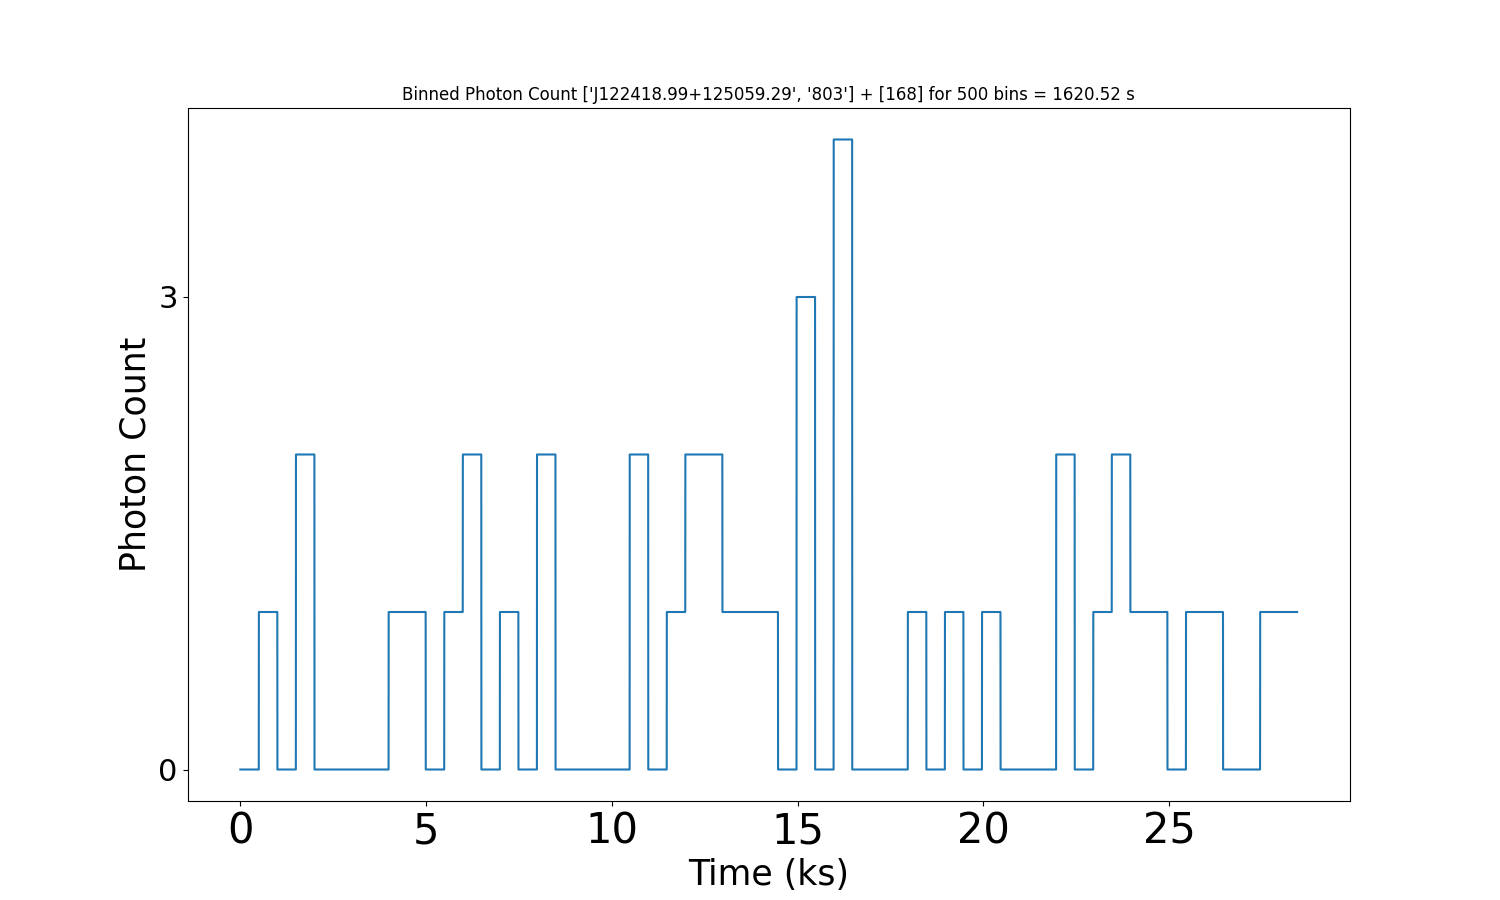 Binned Photon Count ['J122418.99+125059.29', '803'] + [168] for 500 bins = 1620.52 s
Photon Count
3
0
0 5 10 15 20 25
Time (ks)